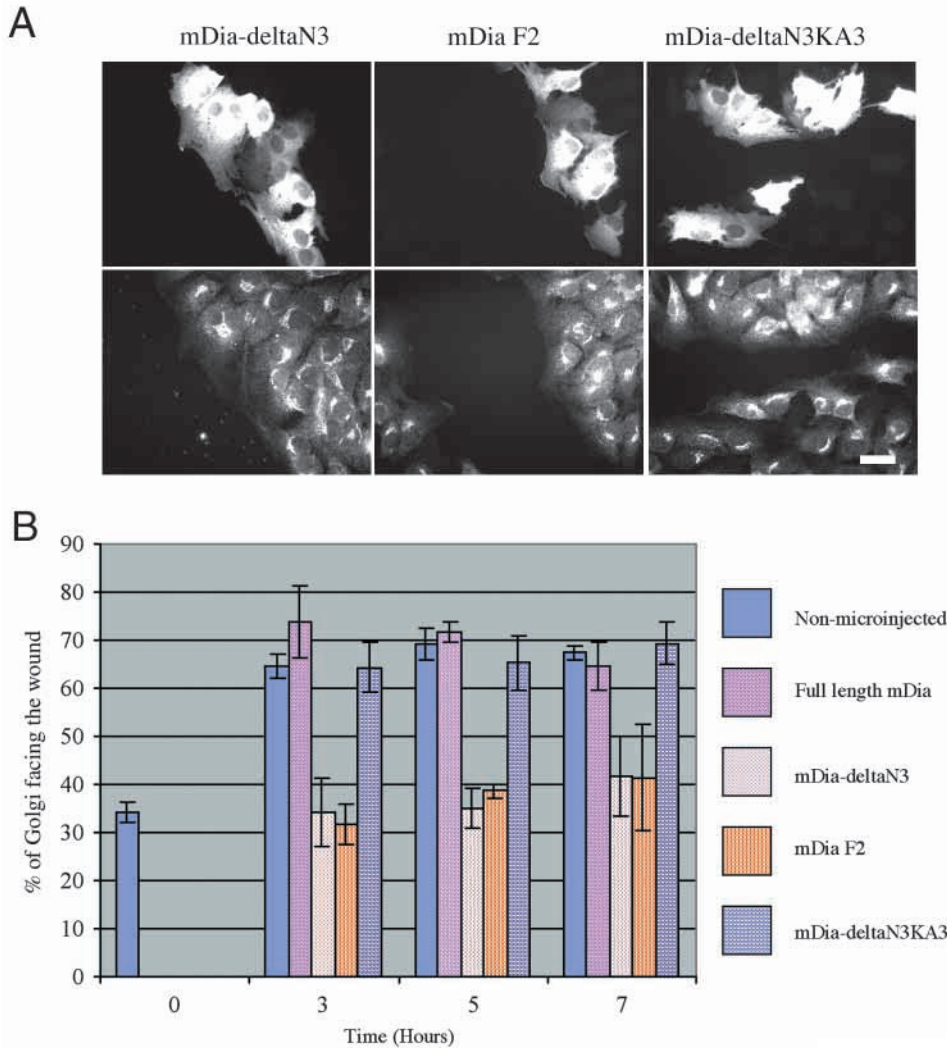 A
mDia-deltaN3
mDia F2
mDia-deltaN3KA3
B
% of Golgi facing the wound
90
80
70
60
50
40
30
20
10
0
0
3
5
7
Time (Hours)
Non-microinjected
Full length mDia
mDia-deltaN3
mDia F2
mDia-deltaN3KA3